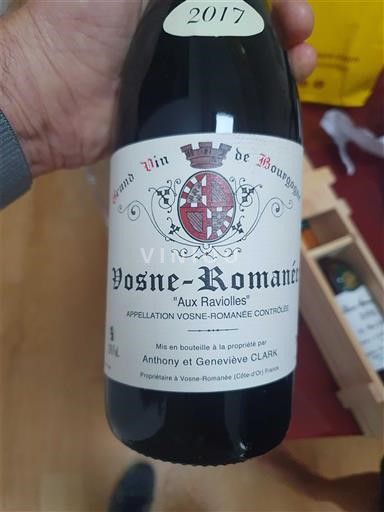 2017
Grand Vin de Bourgogne
VINOUS
Vosne-Romanée
"Aux Raviolles"
APPELLATION VOSNE-ROMANÉE CONTRÔLÉE
Mis en bouteille à la propriété par
Anthony et Geneviève CLARK
Propriétaire à Vosne-Romanée (Côte-d'Or) France